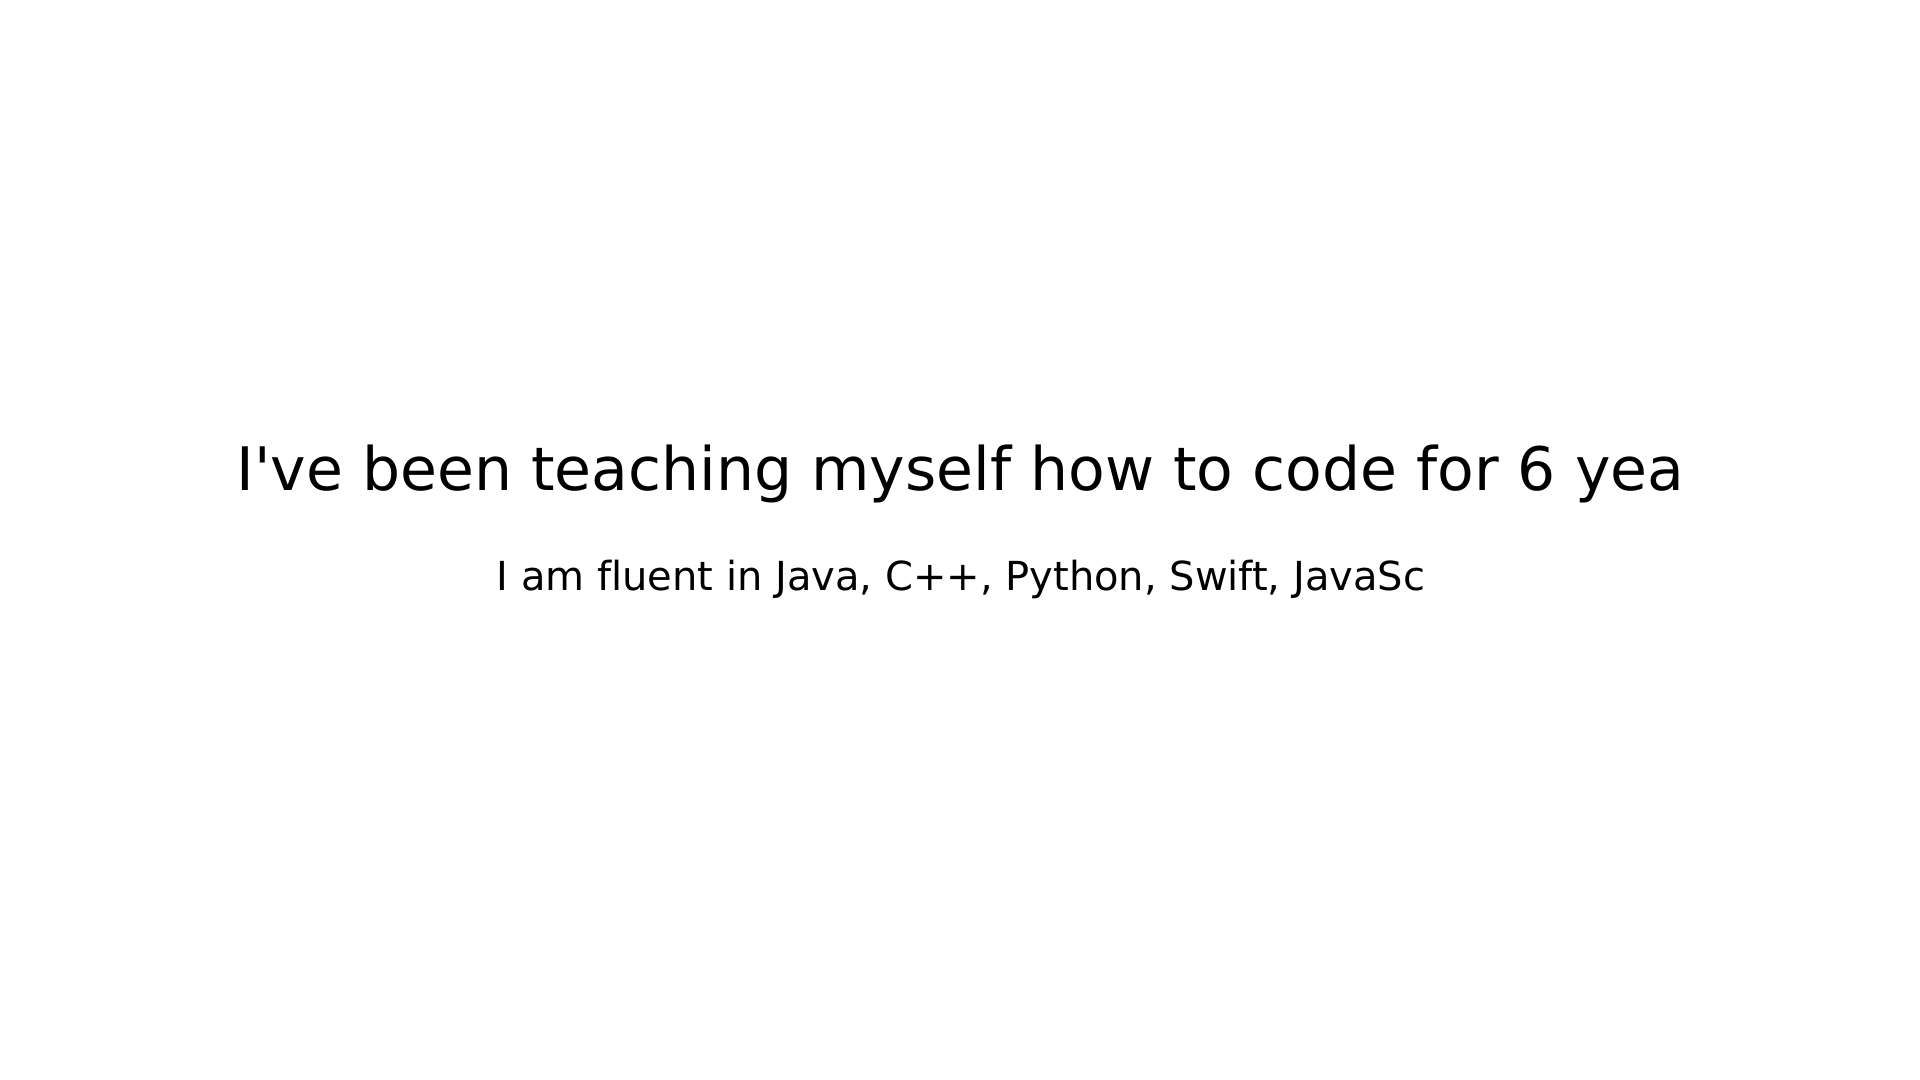 I've been teaching myself how to code for 6 yea
I am fluent in Java, C++, Python, Swift, JavaSc